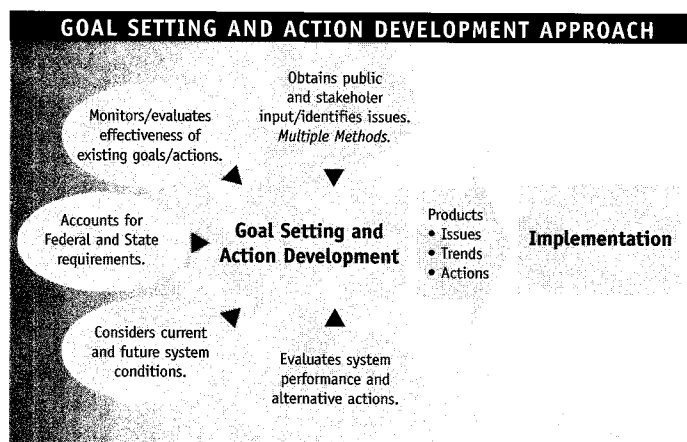 GOAL SETTING AND ACTION DEVELOPMENT APPROACH
Obtains public
and stakeholer
input/identifies issues.
Multiple Methods.
Monitors/evaluates
effectiveness of
existing goals/actions.
Accounts for
Federal and State
requirements.
Goal Setting and
Action Development
Products
• Issues
• Trends
• Actions
Implementation
Considers current
and future system
conditions.
Evaluates system
performance and
alternative actions.